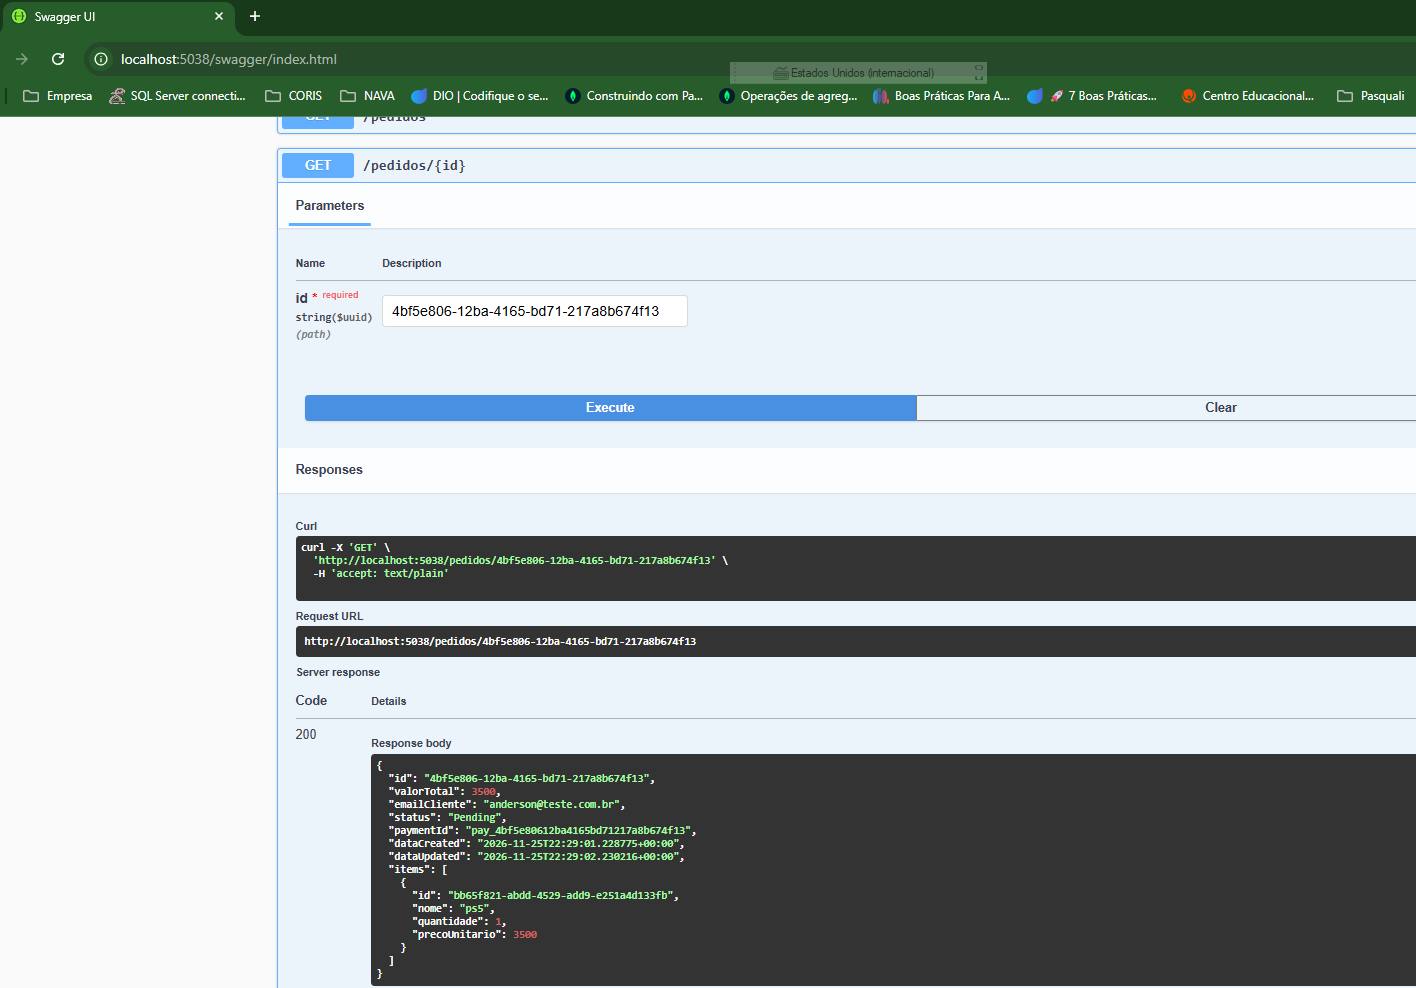 Swagger UI
localhost:5038/swagger/index.html
Estados Unidos (internacional)
Empresa
SQL Server connecti...
CORIS
NAVA
DIO | Codifique o se...
Construindo com Pa...
Operações de agreg...
Boas Práticas Para A...
🚀 7 Boas Práticas...
Centro Educacional...
Pasquali
GET /pedidos
GET /pedidos/{id}
Parameters
Name Description
id * required
string($uuid)
(path)
4bf5e806-12ba-4165-bd71-217a8b674f13
Execute
Clear
Responses
Curl
curl -X 'GET' \
  'http://localhost:5038/pedidos/4bf5e806-12ba-4165-bd71-217a8b674f13' \
  -H 'accept: text/plain'
Request URL
http://localhost:5038/pedidos/4bf5e806-12ba-4165-bd71-217a8b674f13
Server response
Code Details
200
Response body
{
  "id": "4bf5e806-12ba-4165-bd71-217a8b674f13",
  "valorTotal": 3500,
  "emailCliente": "anderson@teste.com.br",
  "status": "Pending",
  "paymentId": "pay_4bf5e80612ba4165bd71217a8b674f13",
  "dataCreated": "2026-11-25T22:29:01.228775+00:00",
  "dataUpdated": "2026-11-25T22:29:02.230216+00:00",
  "items": [
    {
      "id": "bb65f821-abdd-4529-add9-e251a4d133fb",
      "nome": "ps5",
      "quantidade": 1,
      "precoUnitario": 3500
    }
  ]
}